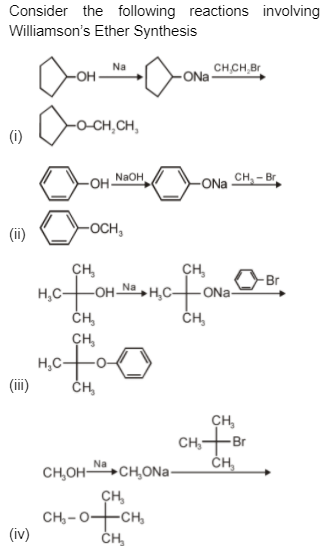 Consider the following reactions involving
Williamson's Ether Synthesis
OH Na ONa CH₃CH₂Br
(i) O-CH₂CH₃
OH NaOH ONa CH₃ – Br
(ii) OCH₃
CH₃ CH₃
H₃C OH Na H₃C ONa Br
CH₃ CH₃
CH₃
H₃C O
(iii) CH₃
CH₃
CH₃ Br
CH₃OH Na CH₃ONa CH₃
CH₃
CH₃ – O CH₃
(iv) CH₃